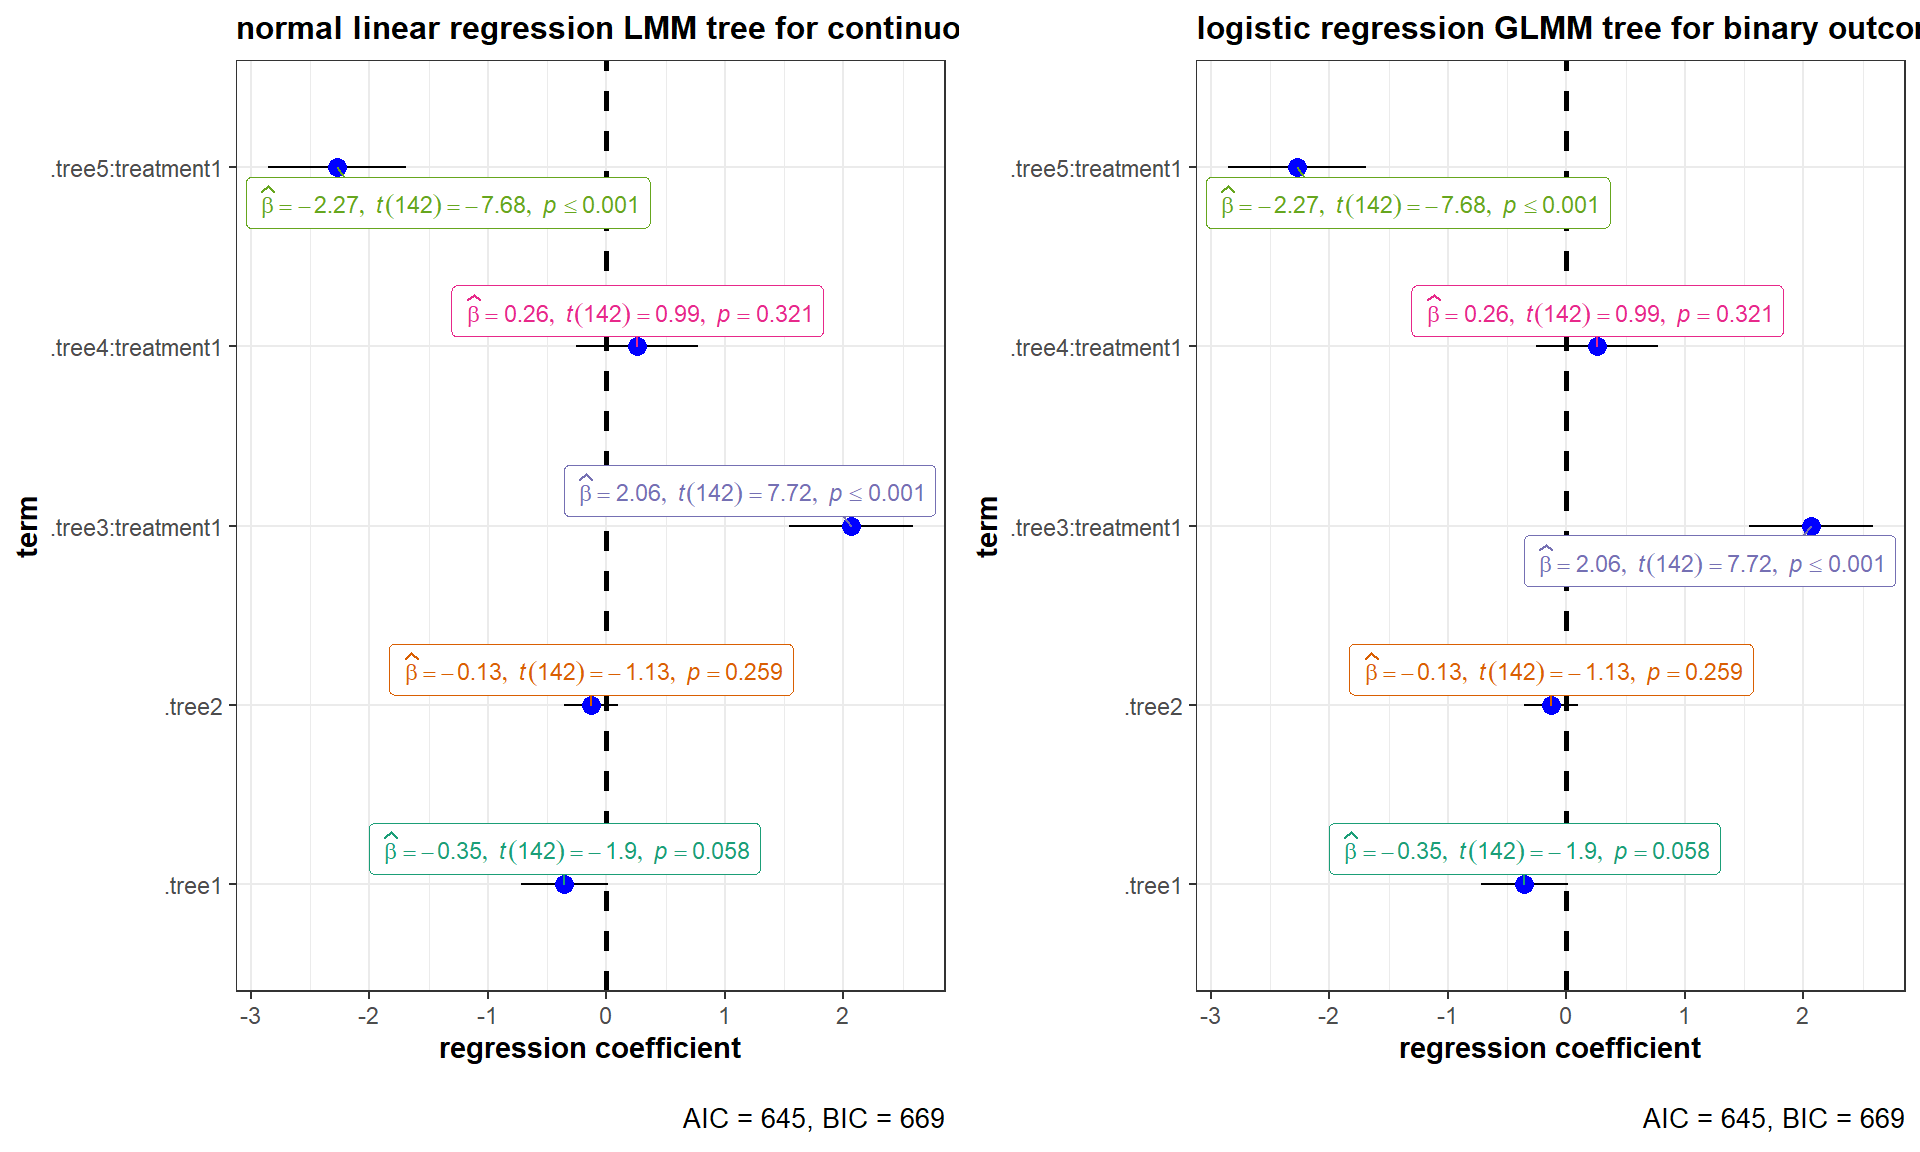 normal linear regression LMM tree for continuo
.tree5:treatment1
β̂ = −2.27, t(142) = −7.68, p ≤ 0.001
β̂ = 0.26, t(142) = 0.99, p = 0.321
.tree4:treatment1
β̂ = 2.06, t(142) = 7.72, p ≤ 0.001
.tree3:treatment1
β̂ = −0.13, t(142) = −1.13, p = 0.259
.tree2
β̂ = −0.35, t(142) = −1.9, p = 0.058
.tree1
term
-3 -2 -1 0 1 2
regression coefficient
AIC = 645, BIC = 669
logistic regression GLMM tree for binary outco
.tree5:treatment1
β̂ = −2.27, t(142) = −7.68, p ≤ 0.001
β̂ = 0.26, t(142) = 0.99, p = 0.321
.tree4:treatment1
.tree3:treatment1
β̂ = 2.06, t(142) = 7.72, p ≤ 0.001
β̂ = −0.13, t(142) = −1.13, p = 0.259
.tree2
β̂ = −0.35, t(142) = −1.9, p = 0.058
.tree1
term
-3 -2 -1 0 1 2
regression coefficient
AIC = 645, BIC = 669